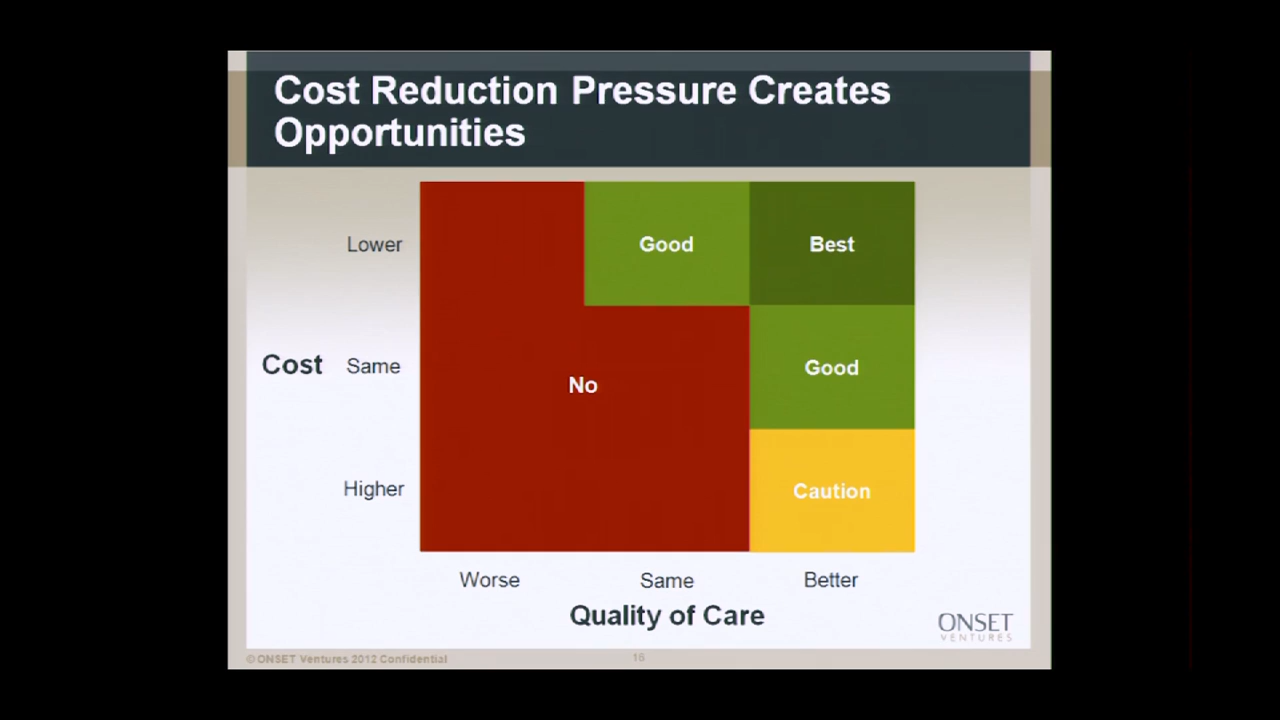 Cost Reduction Pressure Creates
Opportunities
Lower
Good
Best
Cost
Same
No
Good
Higher
Caution
Worse
Same
Better
Quality of Care
ONSET
VENTURES
© ONSET Ventures 2012 Confidential
16